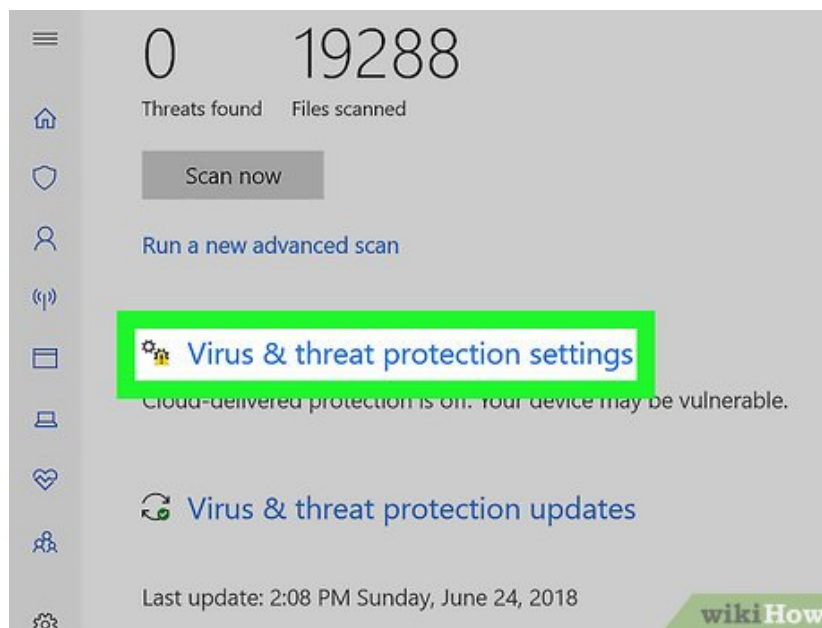 0 19288
Threats found Files scanned
Scan now
Run a new advanced scan
Virus & threat protection settings
Cloud-delivered protection is off. Your device may be vulnerable.
Virus & threat protection updates
Last update: 2:08 PM Sunday, June 24, 2018
wikiHow